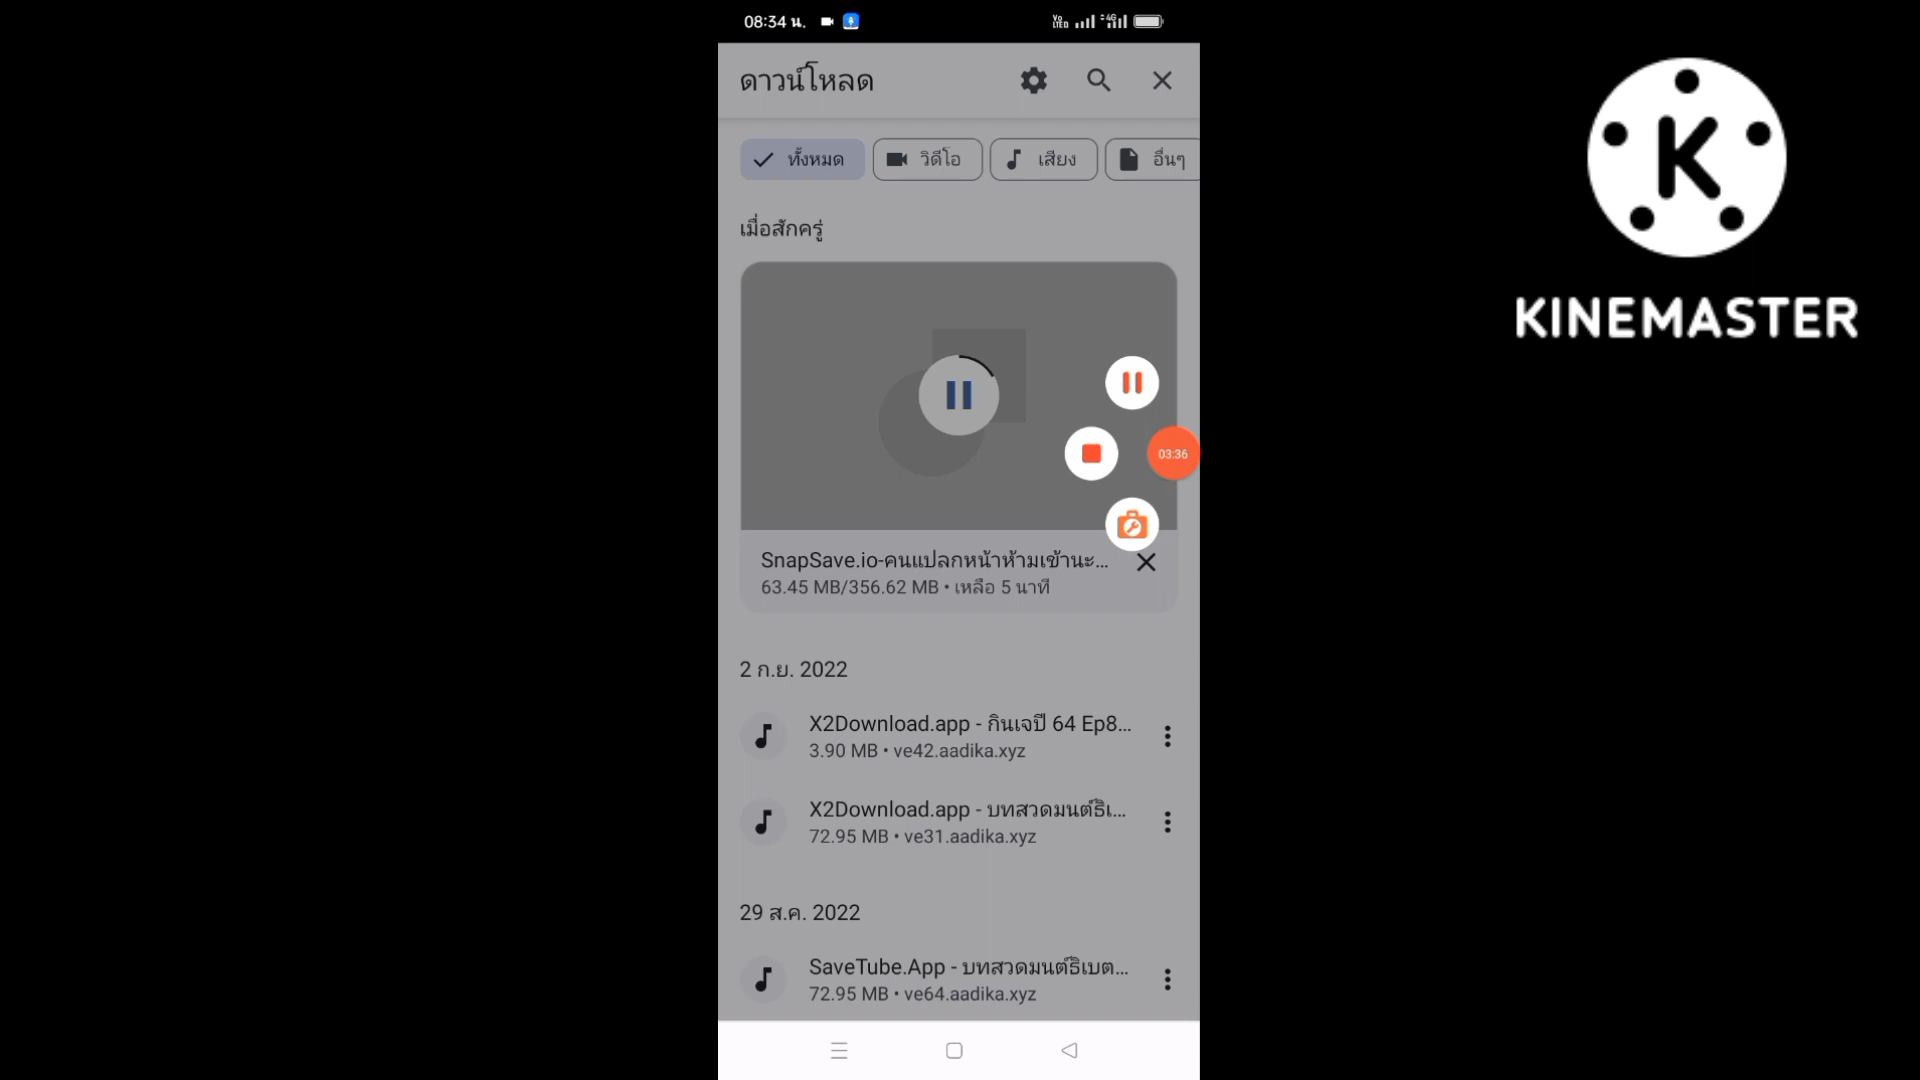 08:34 น.
Vo LTED 4G
ดาวน์โหลด
ทั้งหมด วิดีโอ เสียง อื่นๆ
เมื่อสักครู่
03:36
SnapSave.io-คนแปลกหน้าห้ามเข้านะ...
63.45 MB/356.62 MB • เหลือ 5 นาที
2 ก.ย. 2022
X2Download.app - กินเจปี 64 Ep8...
3.90 MB • ve42.aadika.xyz
X2Download.app - บทสวดมนต์ธิเ...
72.95 MB • ve31.aadika.xyz
29 ส.ค. 2022
SaveTube.App - บทสวดมนต์ธิเบต...
72.95 MB • ve64.aadika.xyz
K
KINEMASTER